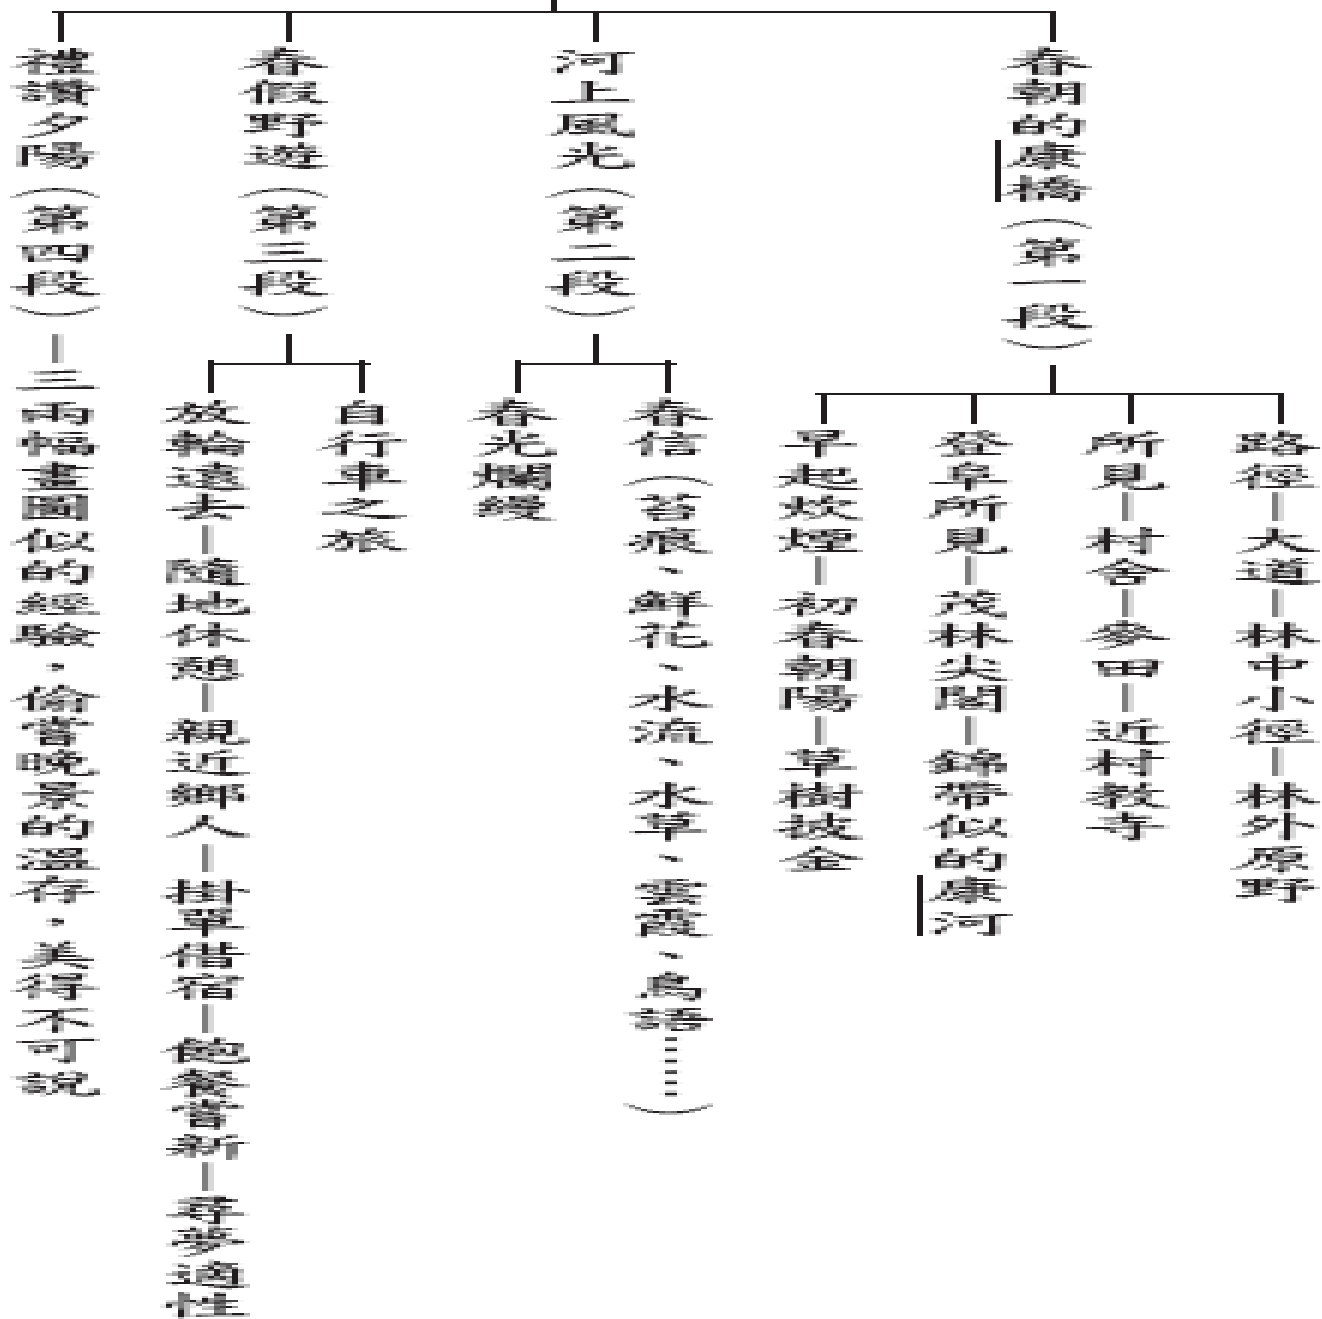 春朝的康橋（第一段）
路徑—大道—林中小徑—林外原野
所見—村舍—麥田—近村教寺
登阜所見—茂林尖閣—錦帶似的康河
早起炊煙—初春朝陽—草樹披金
河上風光（第二段）
春信（苔痕、鮮花、水流、水草、雲霞、鳥語……）
春光爛縵
春假野遊（第三段）
自行車之旅
放輪遠去—隨地休憩—親近鄉人—掛單借宿—飽餐嘗新—尋夢適性
禮讚夕陽（第四段）—三兩幅畫圖似的經驗，偷嘗晚景的溫存，美得不可說